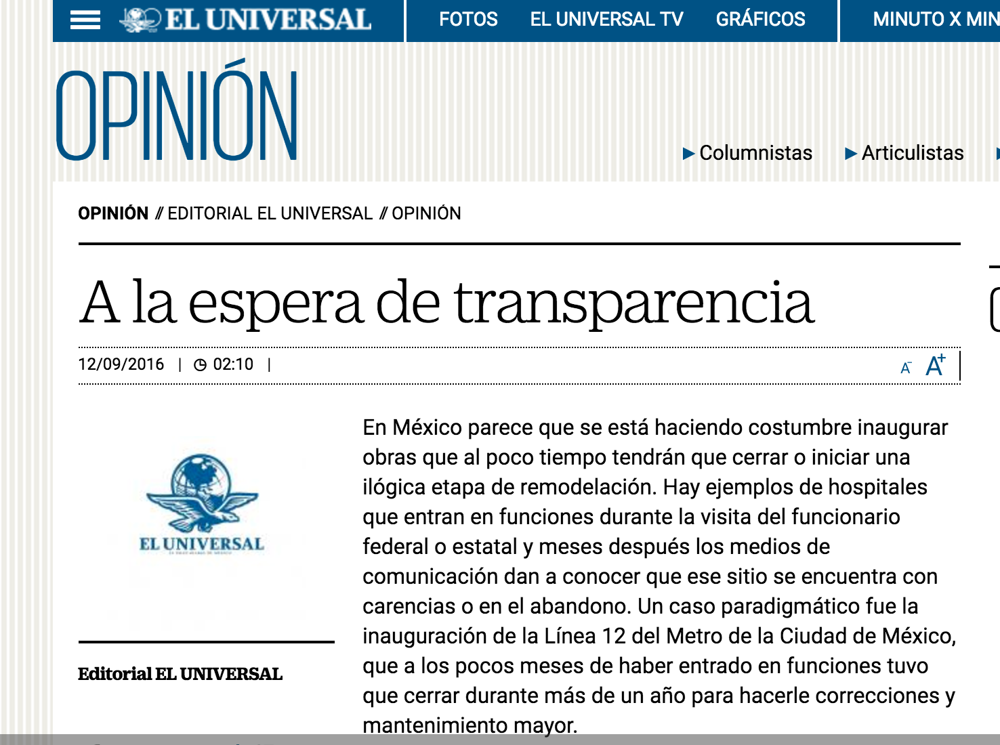 EL UNIVERSAL
FOTOS EL UNIVERSAL TV GRÁFICOS MINUTO X MIN
OPINIÓN
Columnistas Articulistas
OPINIÓN // EDITORIAL EL UNIVERSAL // OPINIÓN
A la espera de transparencia
12/09/2016 | 02:10 |
A- A+
EL UNIVERSAL
Editorial EL UNIVERSAL
En México parece que se está haciendo costumbre inaugurar
obras que al poco tiempo tendrán que cerrar o iniciar una
ilógica etapa de remodelación. Hay ejemplos de hospitales
que entran en funciones durante la visita del funcionario
federal o estatal y meses después los medios de
comunicación dan a conocer que ese sitio se encuentra con
carencias o en el abandono. Un caso paradigmático fue la
inauguración de la Línea 12 del Metro de la Ciudad de México,
que a los pocos meses de haber entrado en funciones tuvo
que cerrar durante más de un año para hacerle correcciones y
mantenimiento mayor.